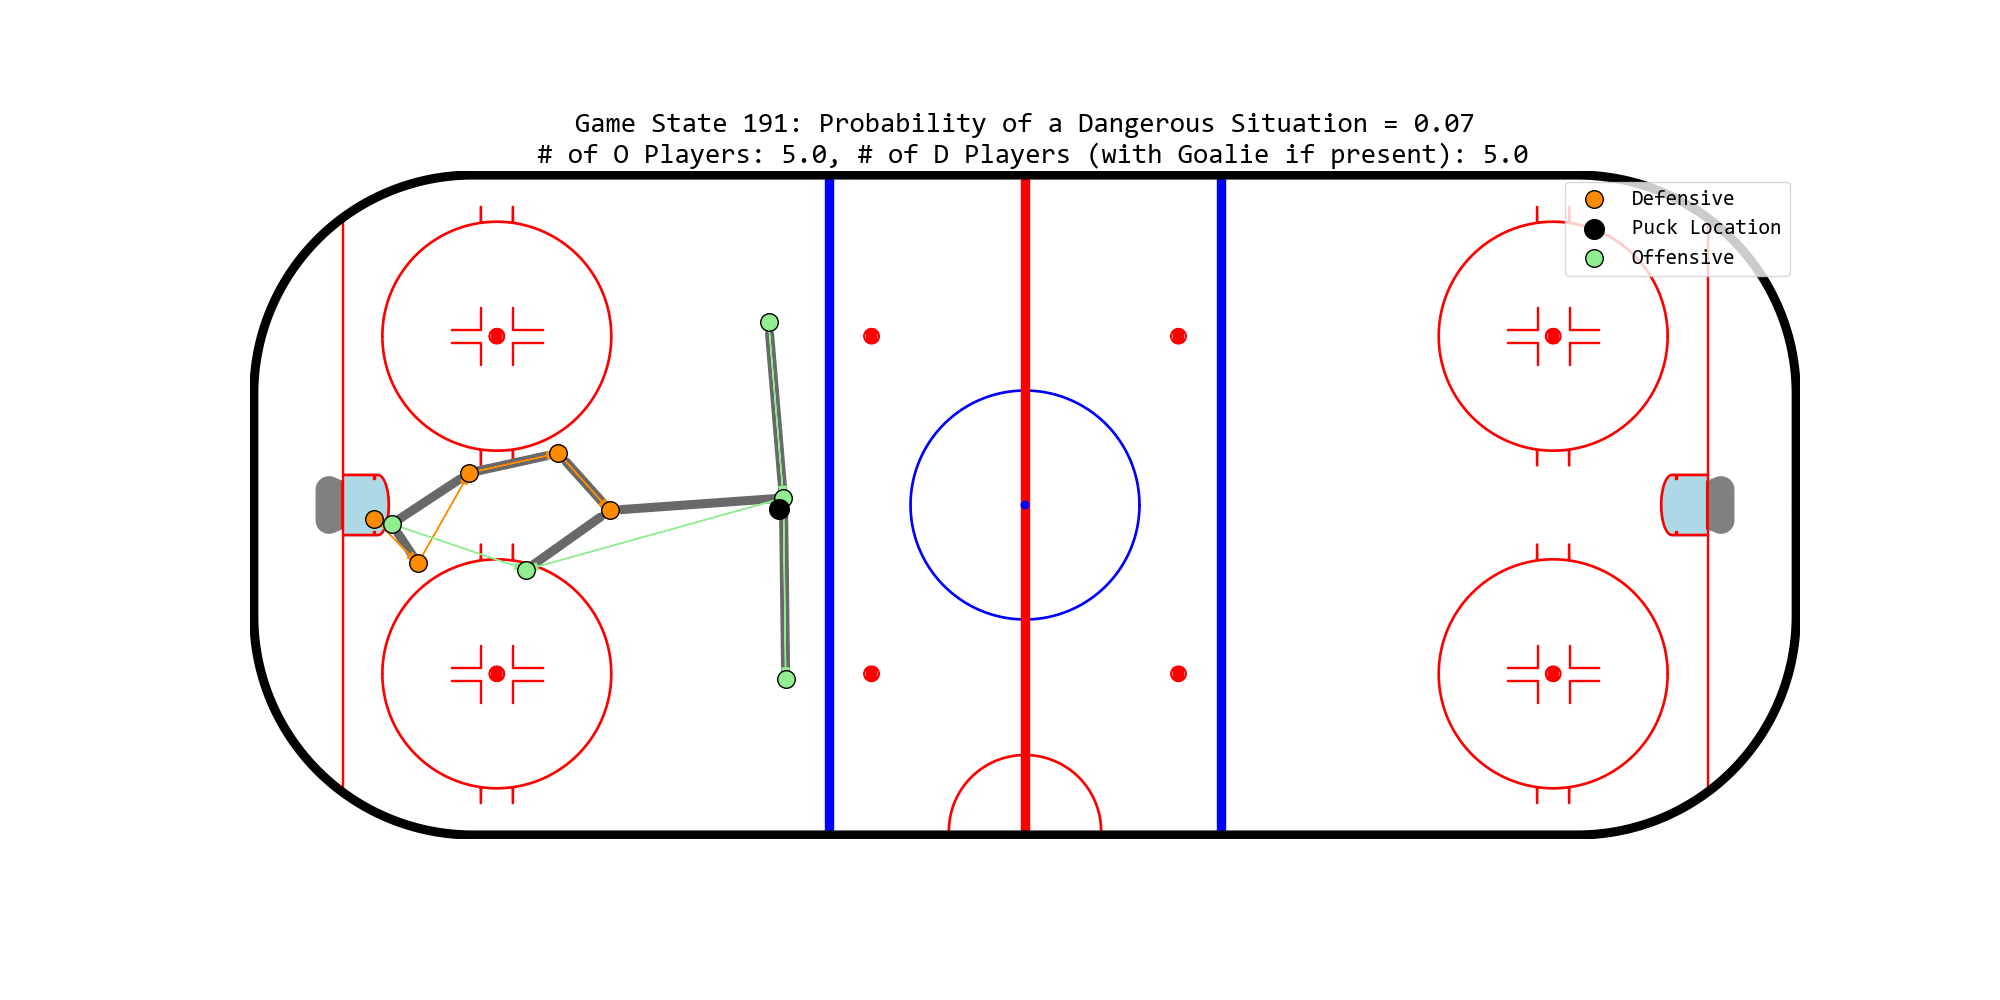 Game State 191: Probability of a Dangerous Situation = 0.07
# of O Players: 5.0, # of D Players (with Goalie if present): 5.0
Defensive
Puck Location
Offensive